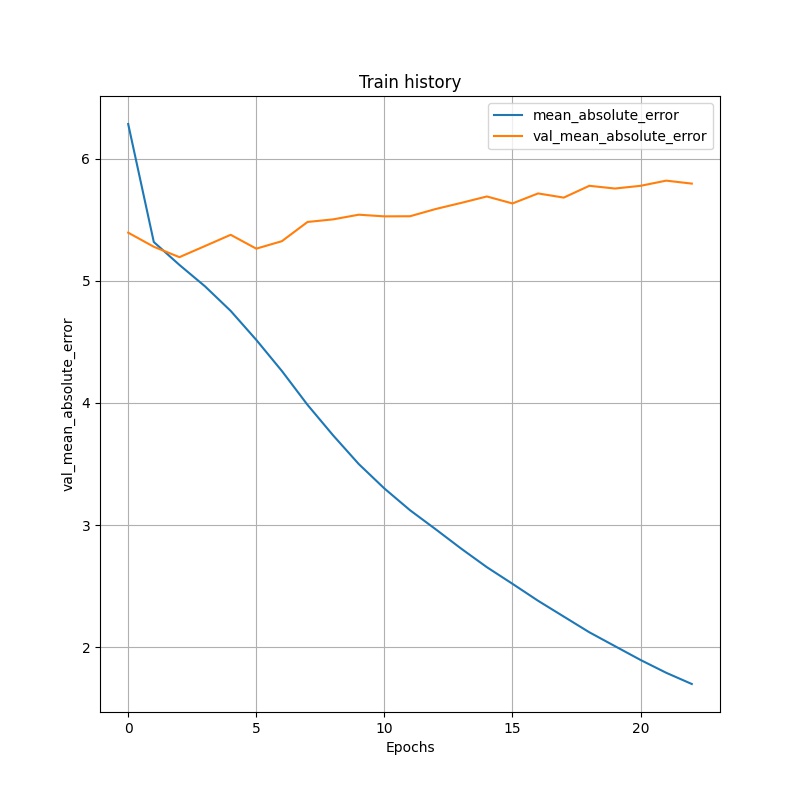 Train history
mean_absolute_error
val_mean_absolute_error
6
5
4
3
2
val_mean_absolute_error
0 5 10 15 20
Epochs